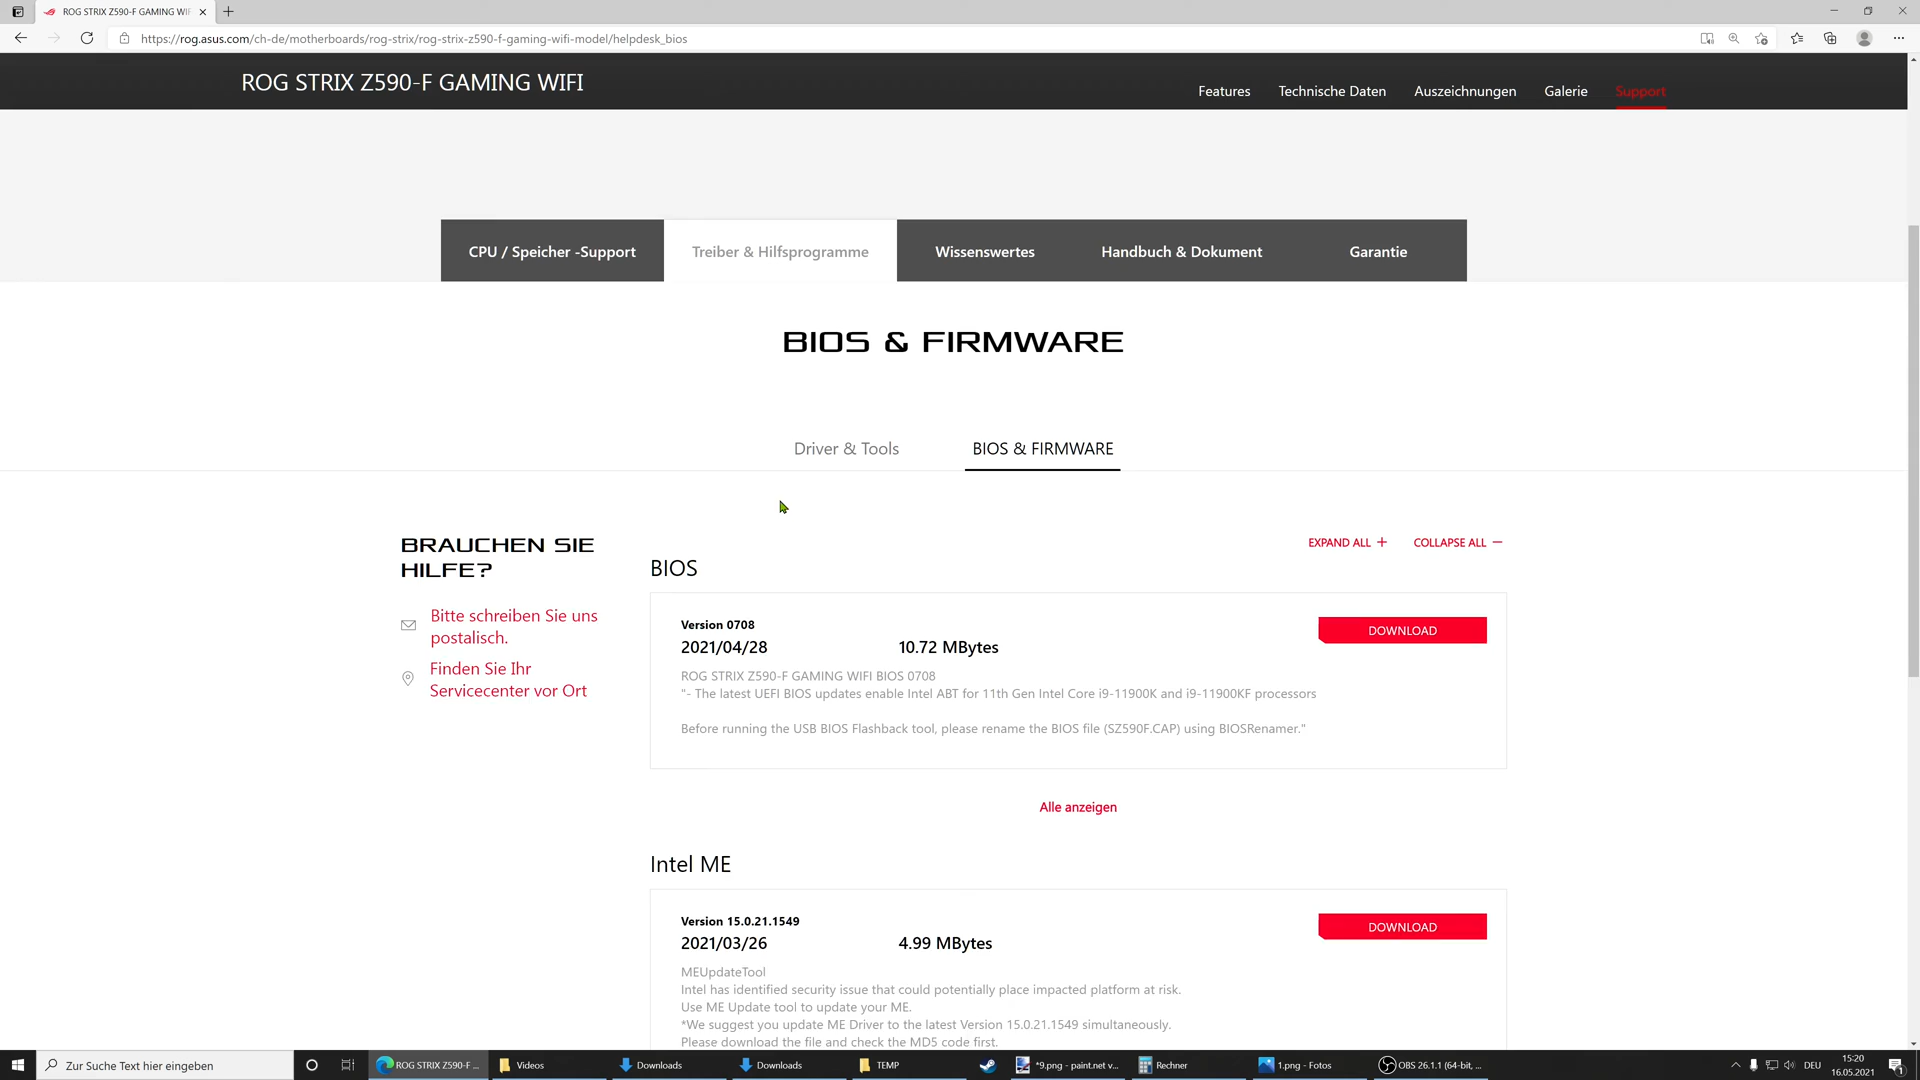 ROG STRIX Z590-F GAMING WIF
https://rog.asus.com/ch-de/motherboards/rog-strix/rog-strix-z590-f-gaming-wifi-model/helpdesk_bios
ROG STRIX Z590-F GAMING WIFI
Features
Technische Daten
Auszeichnungen
Galerie
Support
CPU / Speicher -Support
Treiber & Hilfsprogramme
Wissenswertes
Handbuch & Dokument
Garantie
BIOS & FIRMWARE
Driver & Tools
BIOS & FIRMWARE
BRAUCHEN SIE
HILFE?
Bitte schreiben Sie uns
postalisch.
Finden Sie Ihr
Servicecenter vor Ort
EXPAND ALL +
COLLAPSE ALL −
BIOS
Version 0708
2021/04/28
10.72 MBytes
DOWNLOAD
ROG STRIX Z590-F GAMING WIFI BIOS 0708
"- The latest UEFI BIOS updates enable Intel ABT for 11th Gen Intel Core i9-11900K and i9-11900KF processors
Before running the USB BIOS Flashback tool, please rename the BIOS file (SZ590F.CAP) using BIOSRenamer."
Alle anzeigen
Intel ME
Version 15.0.21.1549
2021/03/26
4.99 MBytes
DOWNLOAD
MEUpdateTool
Intel has identified security issue that could potentially place impacted platform at risk.
Use ME Update tool to update your ME.
*We suggest you update ME Driver to the latest Version 15.0.21.1549 simultaneously.
Please download the file and check the MD5 code first.
Zur Suche Text hier eingeben
ROG STRIX Z590-F ...
Videos
Downloads
Downloads
TEMP
*9.png - paint.net v...
Rechner
1.png - Fotos
OBS 26.1.1 (64-bit, ...
DEU
15:20
16.05.2021
1